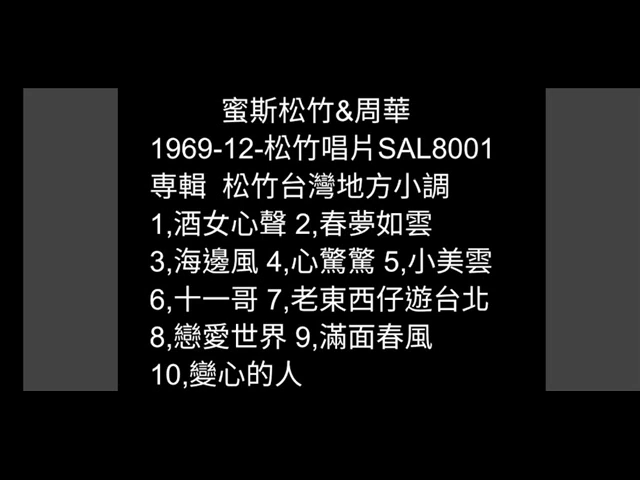 蜜斯松竹&周華
1969-12-松竹唱片SAL8001
専輯 松竹台灣地方小調
1,酒女心聲 2,春夢如雲
3,海邊風 4,心驚驚 5,小美雲
6,十一哥 7,老東西仔遊台北
8,戀愛世界 9,滿面春風
10,變心的人